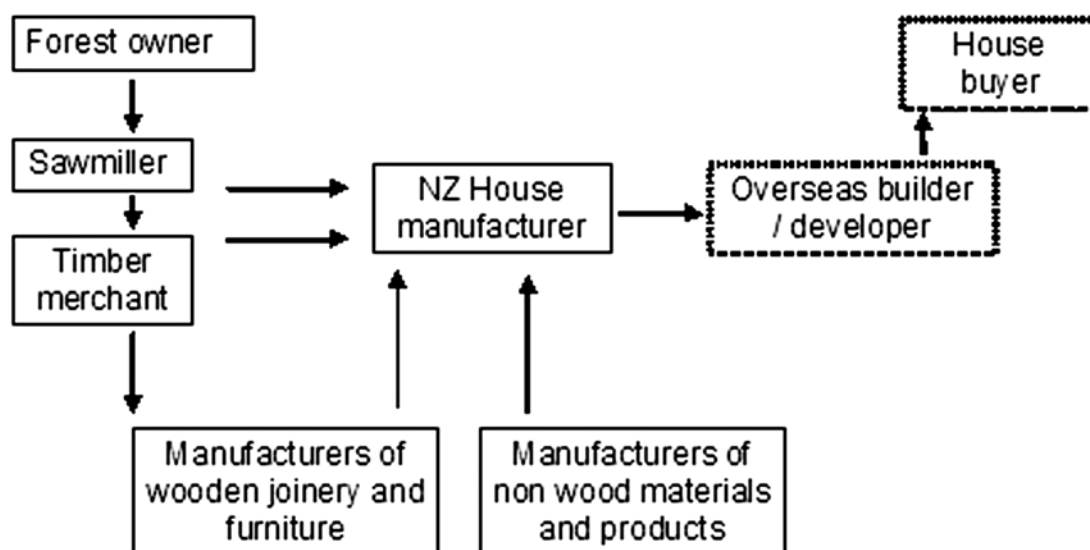 Forest owner
House
buyer
Sawmiller
NZ House
manufacturer
Overseas builder
/ developer
Timber
merchant
Manufacturers of
wooden joinery and
furniture
Manufacturers of
non wood materials
and products